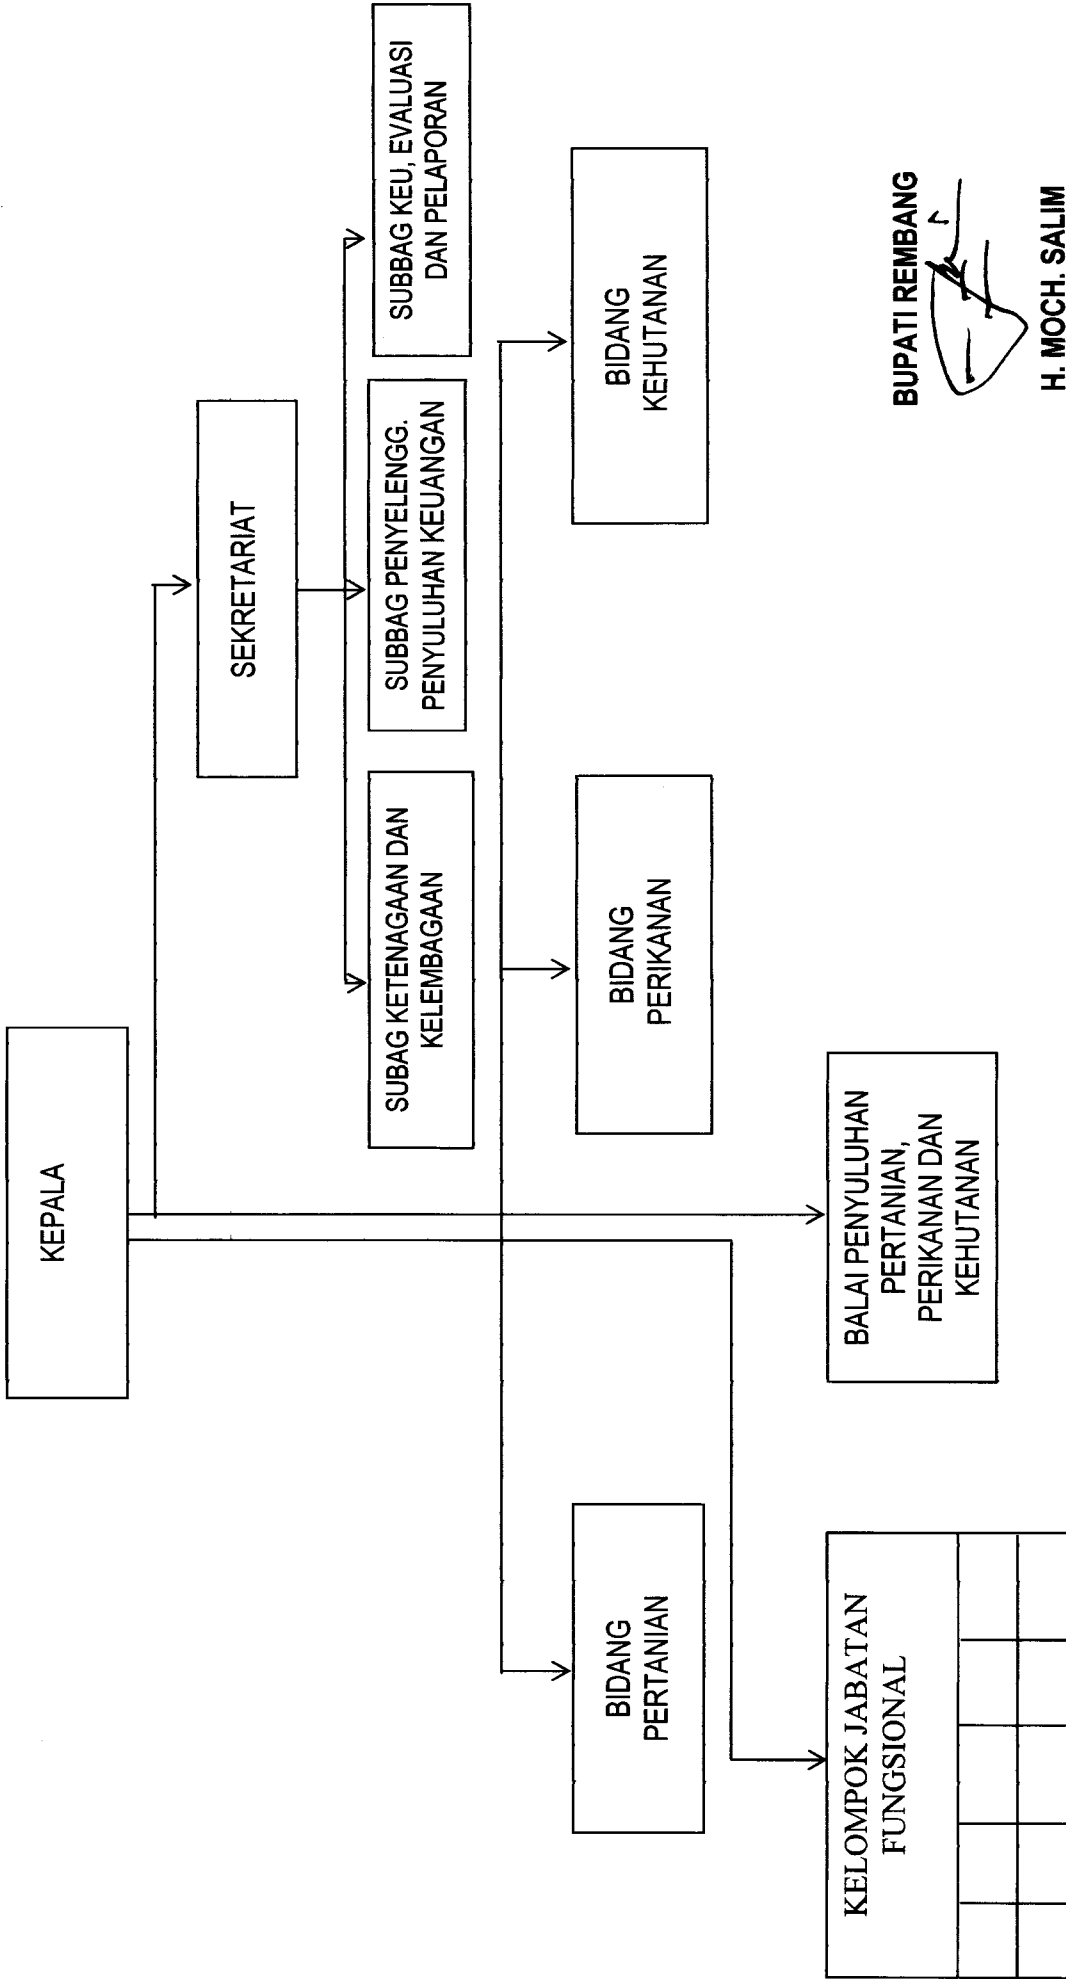 KEPALA
SEKRETARIAT
SUBAG KETENAGAAN DAN
KELEMBAGAAN
SUBBAG PENYELENGG.
PENYULUHAN KEUANGAN
SUBBAG KEU, EVALUASI
DAN PELAPORAN
BIDANG
PERTANIAN
BIDANG
PERIKANAN
BIDANG
KEHUTANAN
KELOMPOK JABATAN
FUNGSIONAL
BALAI PENYULUHAN
PERTANIAN,
PERIKANAN DAN
KEHUTANAN
BUPATI REMBANG
H. MOCH. SALIM